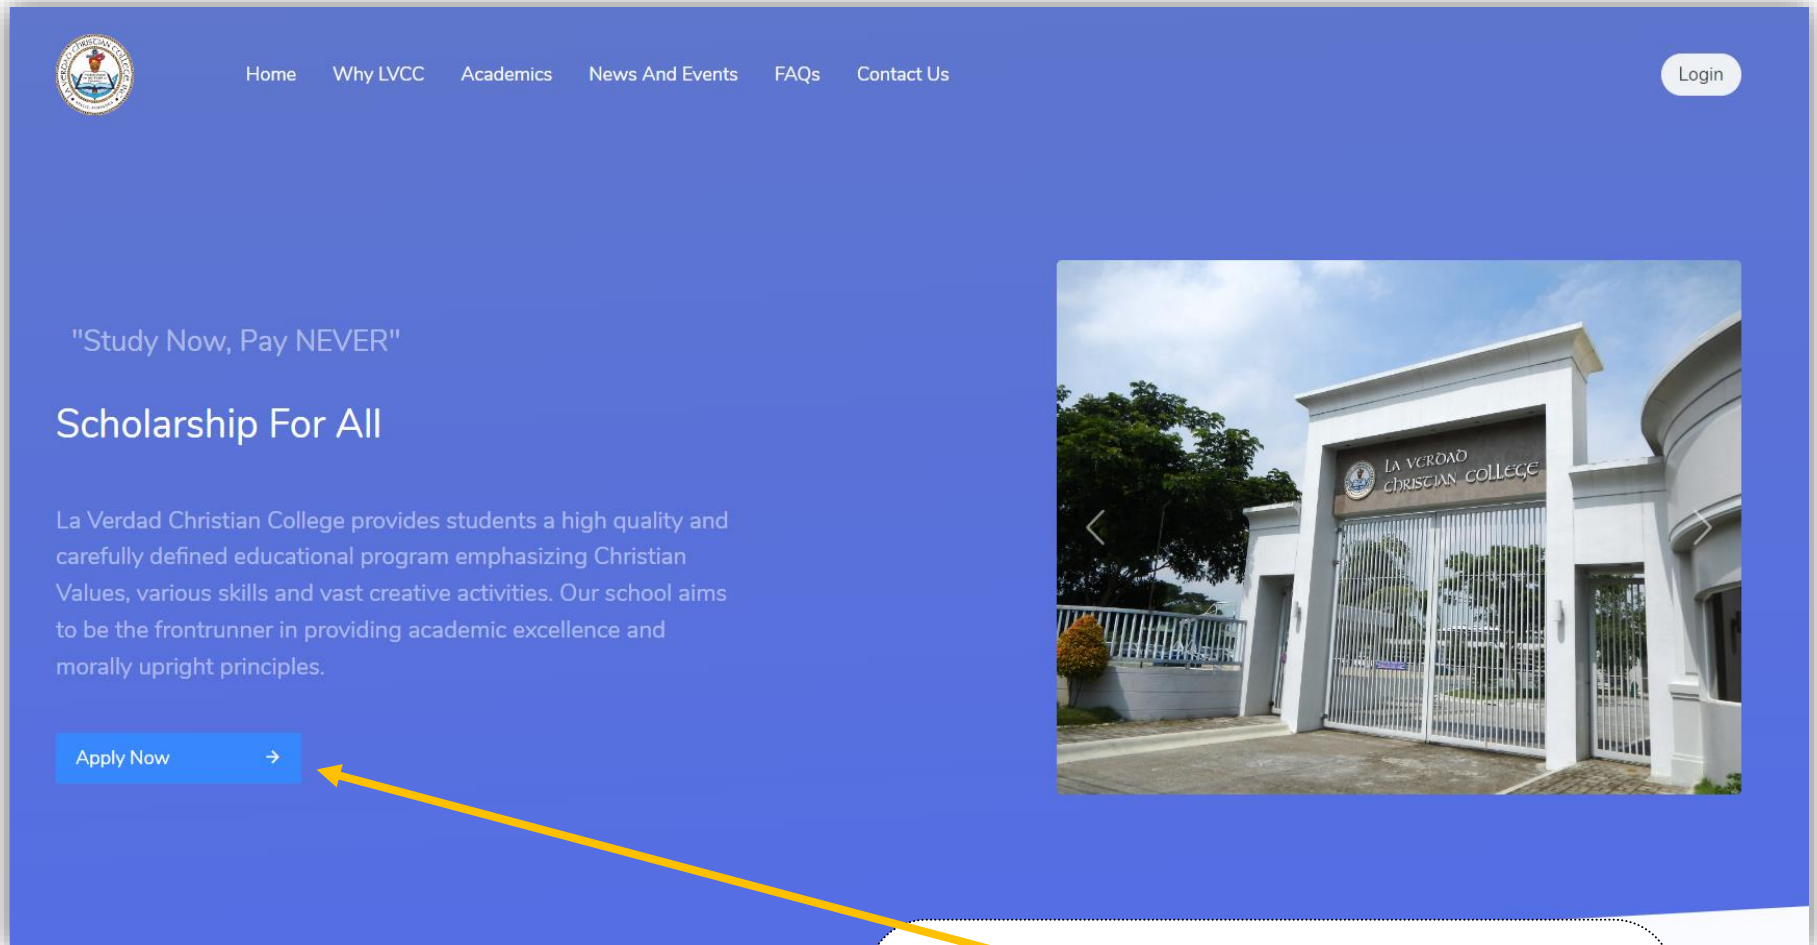 Home Why LVCC Academics News And Events FAQs Contact Us Login
"Study Now, Pay NEVER"
Scholarship For All
La Verdad Christian College provides students a high quality and
carefully defined educational program emphasizing Christian
Values, various skills and vast creative activities. Our school aims
to be the frontrunner in providing academic excellence and
morally upright principles.
Apply Now
LA VERDAD
CHRISTIAN COLLEGE